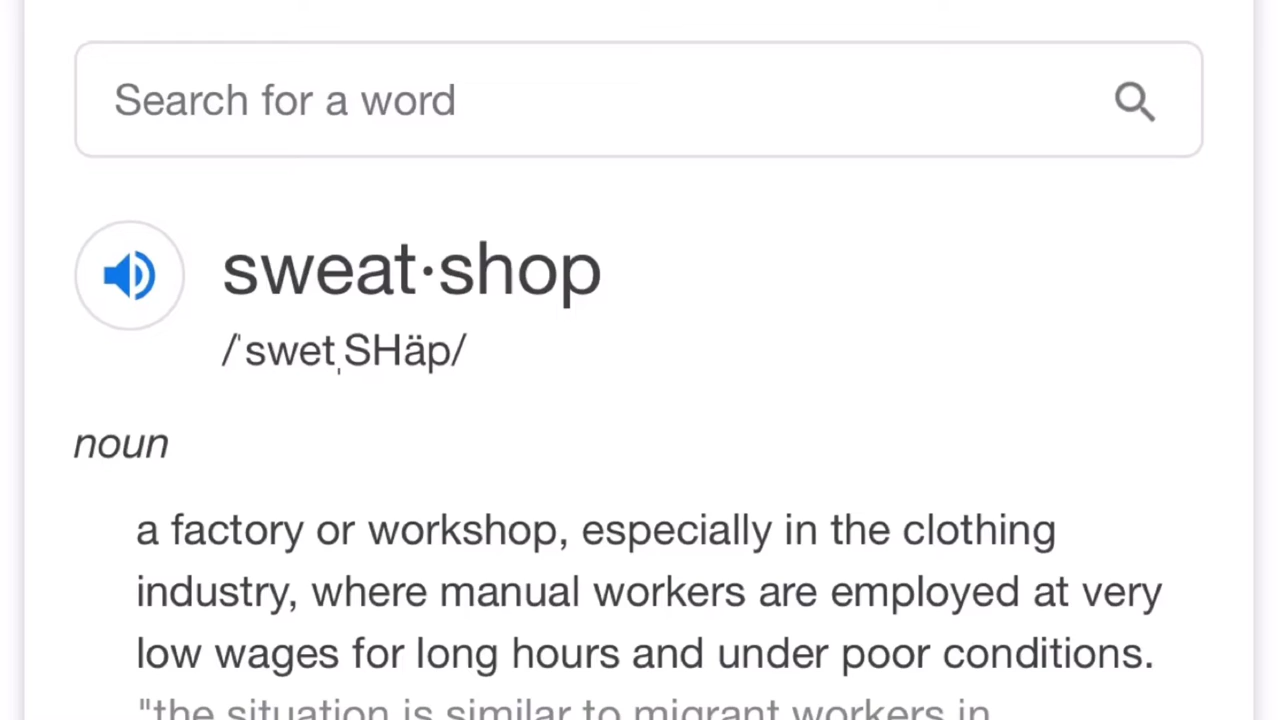 Search for a word
sweat·shop
/ˈswetˌSHäp/
noun
a factory or workshop, especially in the clothing
industry, where manual workers are employed at very
low wages for long hours and under poor conditions.
"the situation is similar to migrant workers in